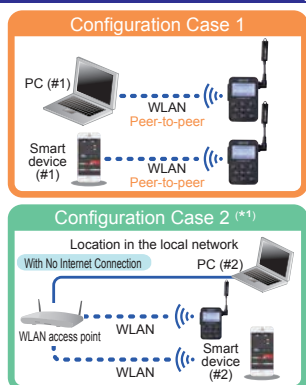 Configuration Case 1
PC (#1)
WLAN
Peer-to-peer
Smart
device
(#1)
WLAN
Peer-to-peer
Configuration Case 2 (*1)
Location in the local network
With No Internet Connection
PC (#2)
WLAN access point
WLAN
Smart
device
(#2)
WLAN